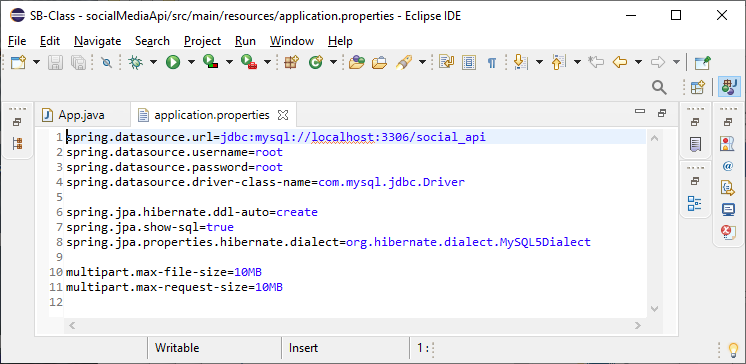 SB-Class - socialMediaApi/src/main/resources/application.properties - Eclipse IDE
File Edit Navigate Search Project Run Window Help
App.java application.properties
1 spring.datasource.url=jdbc:mysql://localhost:3306/social_api
2 spring.datasource.username=root
3 spring.datasource.password=root
4 spring.datasource.driver-class-name=com.mysql.jdbc.Driver
5
6 spring.jpa.hibernate.ddl-auto=create
7 spring.jpa.show-sql=true
8 spring.jpa.properties.hibernate.dialect=org.hibernate.dialect.MySQL5Dialect
9
10 multipart.max-file-size=10MB
11 multipart.max-request-size=10MB
12
Writable Insert 1: